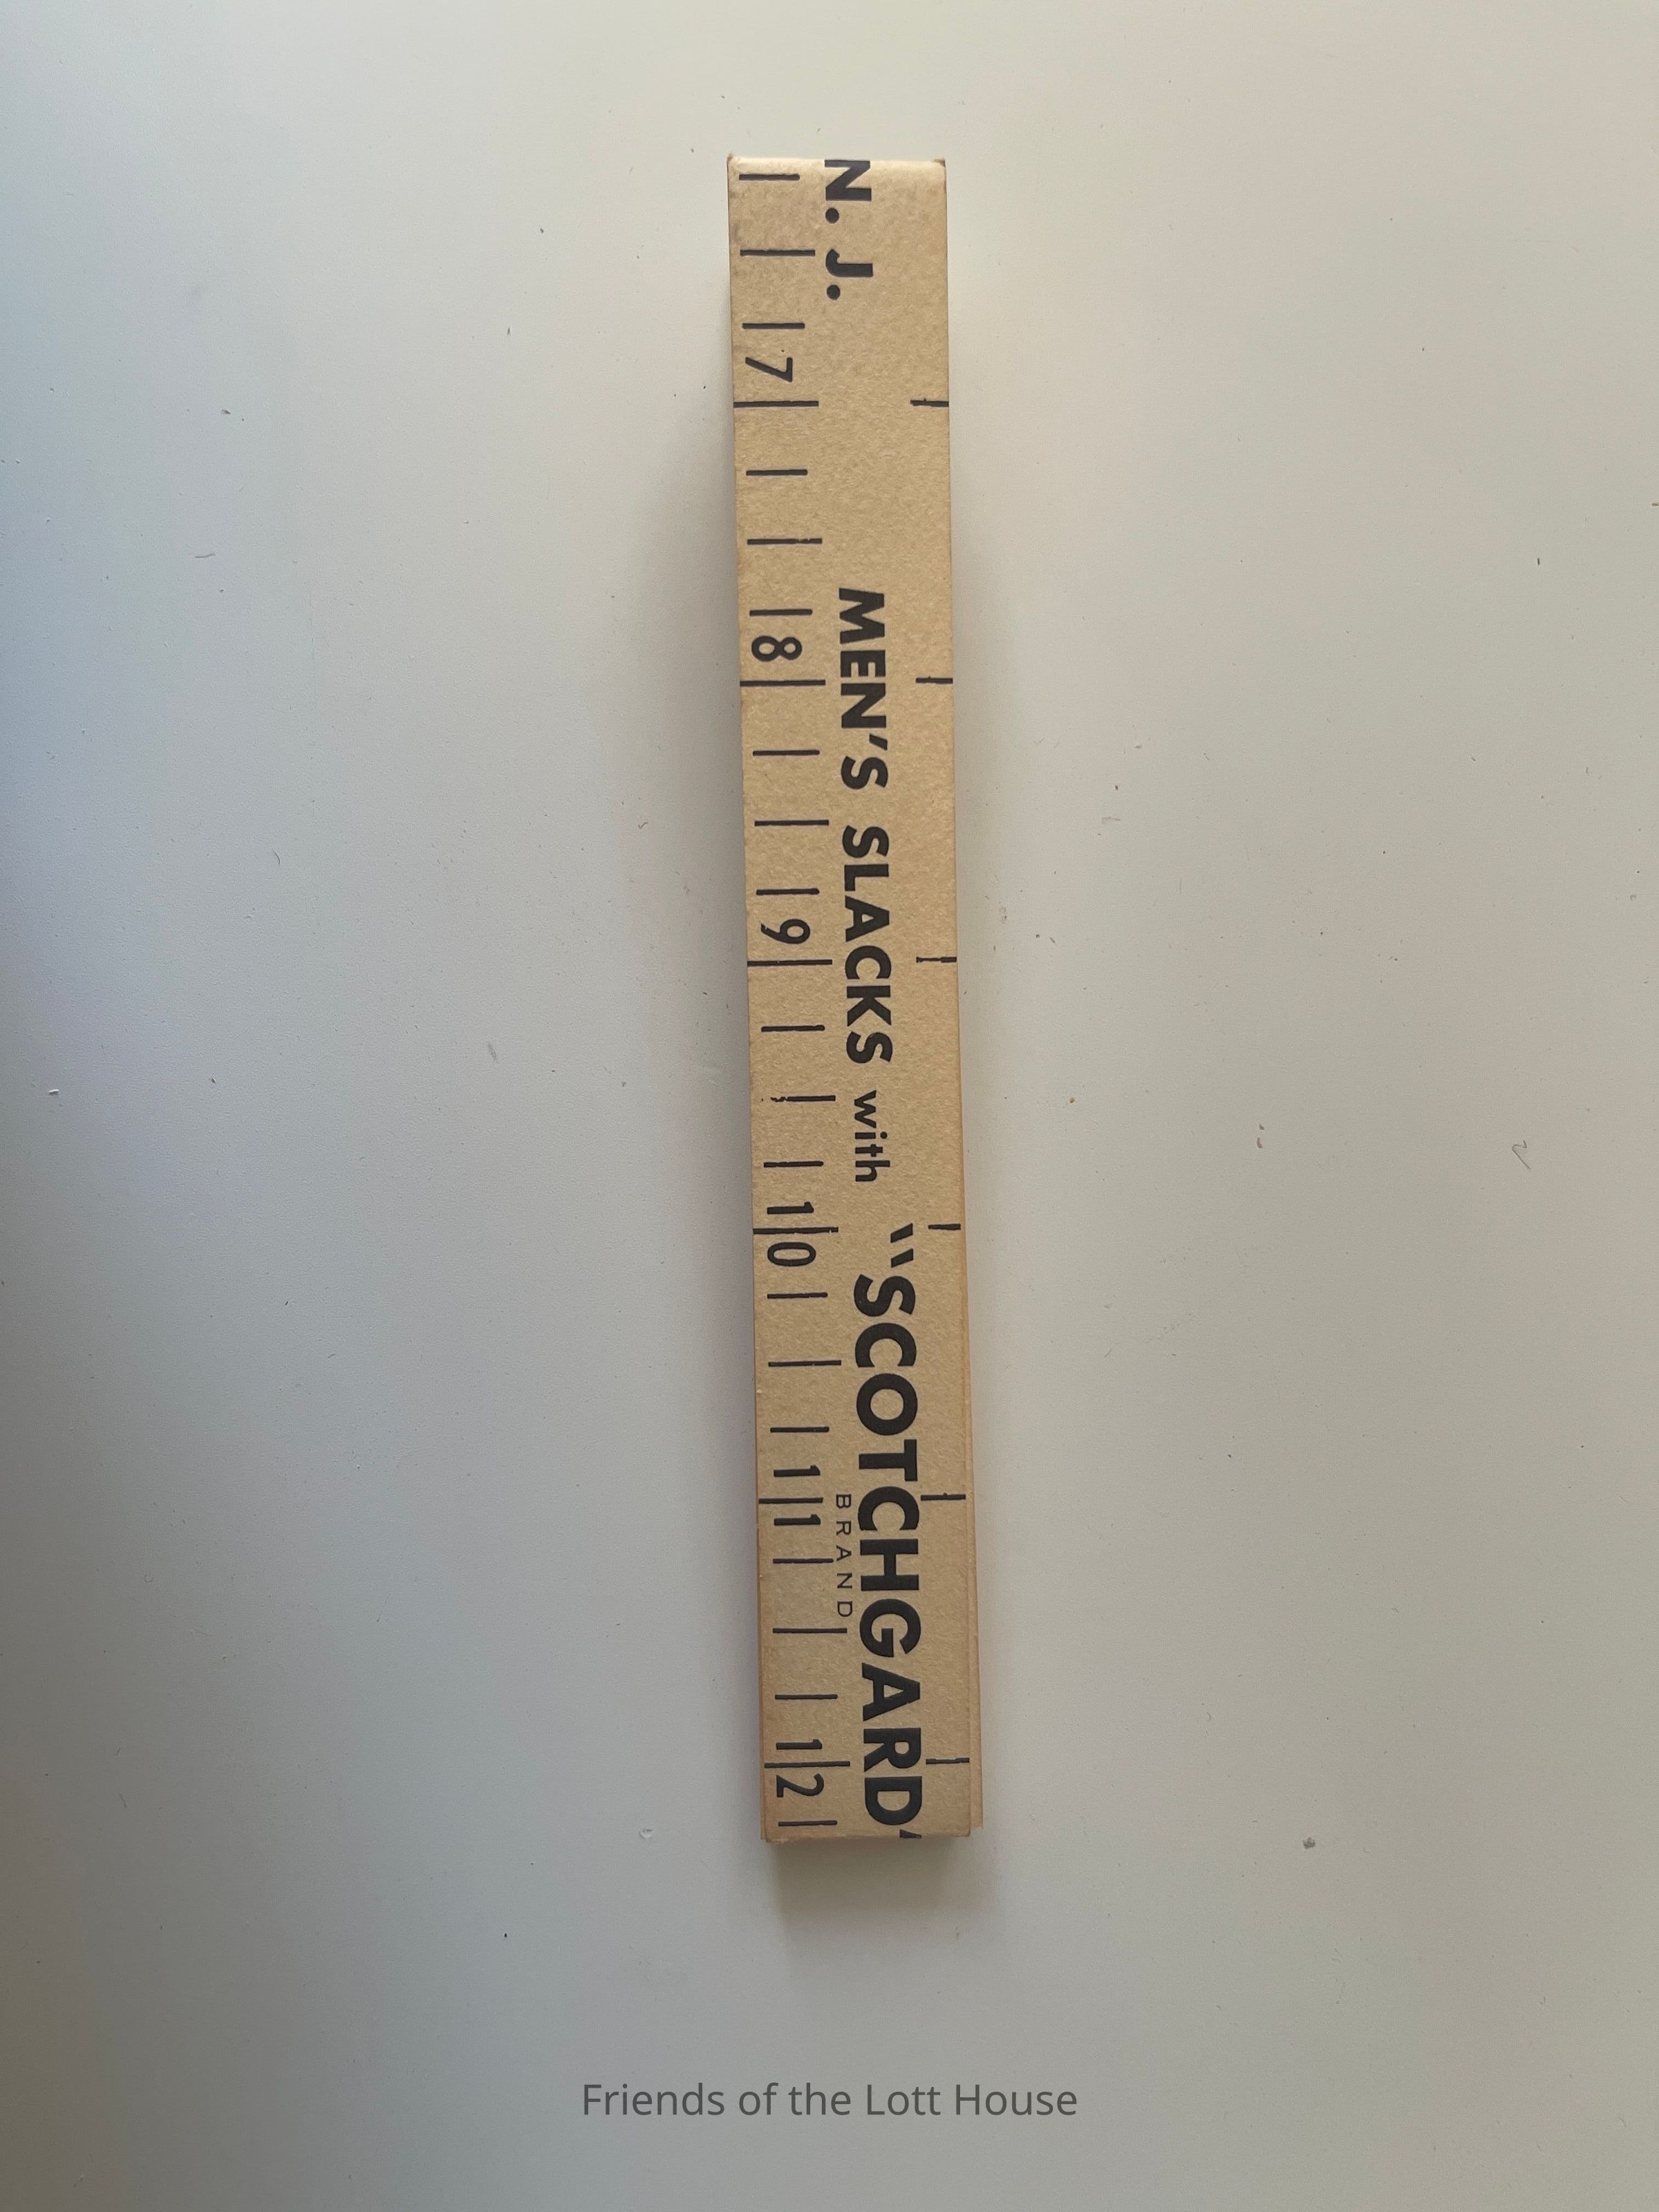 N. J.
MEN'S SLACKS with "SCOTCHGARD"
BRAND
7 8 9 10 11 12
Friends of the Lott House